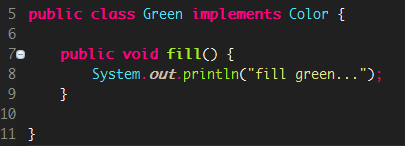 5 public class Green implements Color {
6
7 public void fill() {
8 System.out.println("fill green...");
9 }
10
11 }